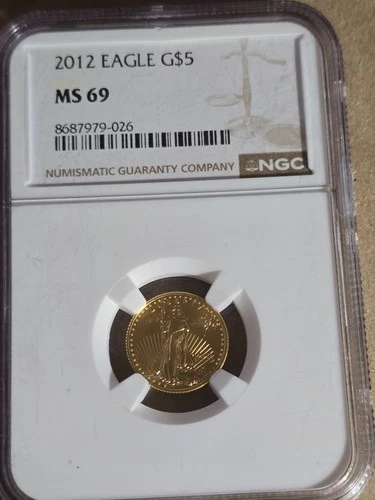 2012 EAGLE G$5
MS 69
8687979-026
NUMISMATIC GUARANTY COMPANY NGC